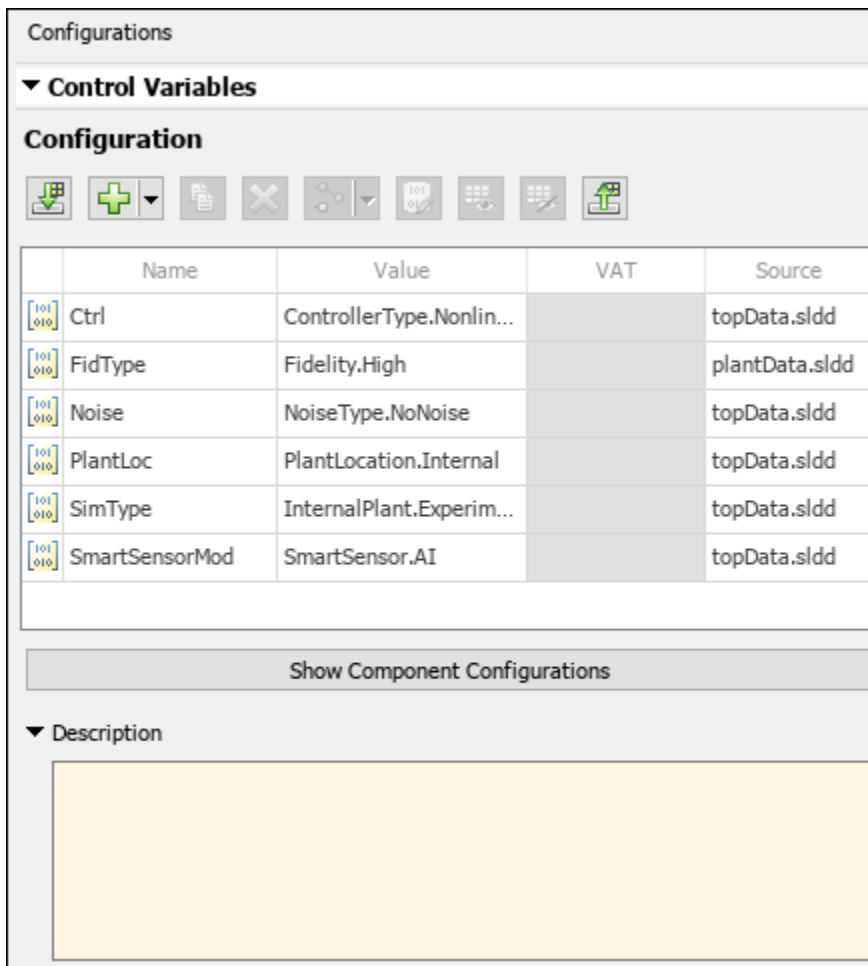 Configurations
Control Variables
Configuration
Name Value VAT Source
Ctrl ControllerType.Nonlin... topData.sldd
FidType Fidelity.High plantData.sldd
Noise NoiseType.NoNoise topData.sldd
PlantLoc PlantLocation.Internal topData.sldd
SimType InternalPlant.Experim... topData.sldd
SmartSensorMod SmartSensor.AI topData.sldd
Show Component Configurations
Description